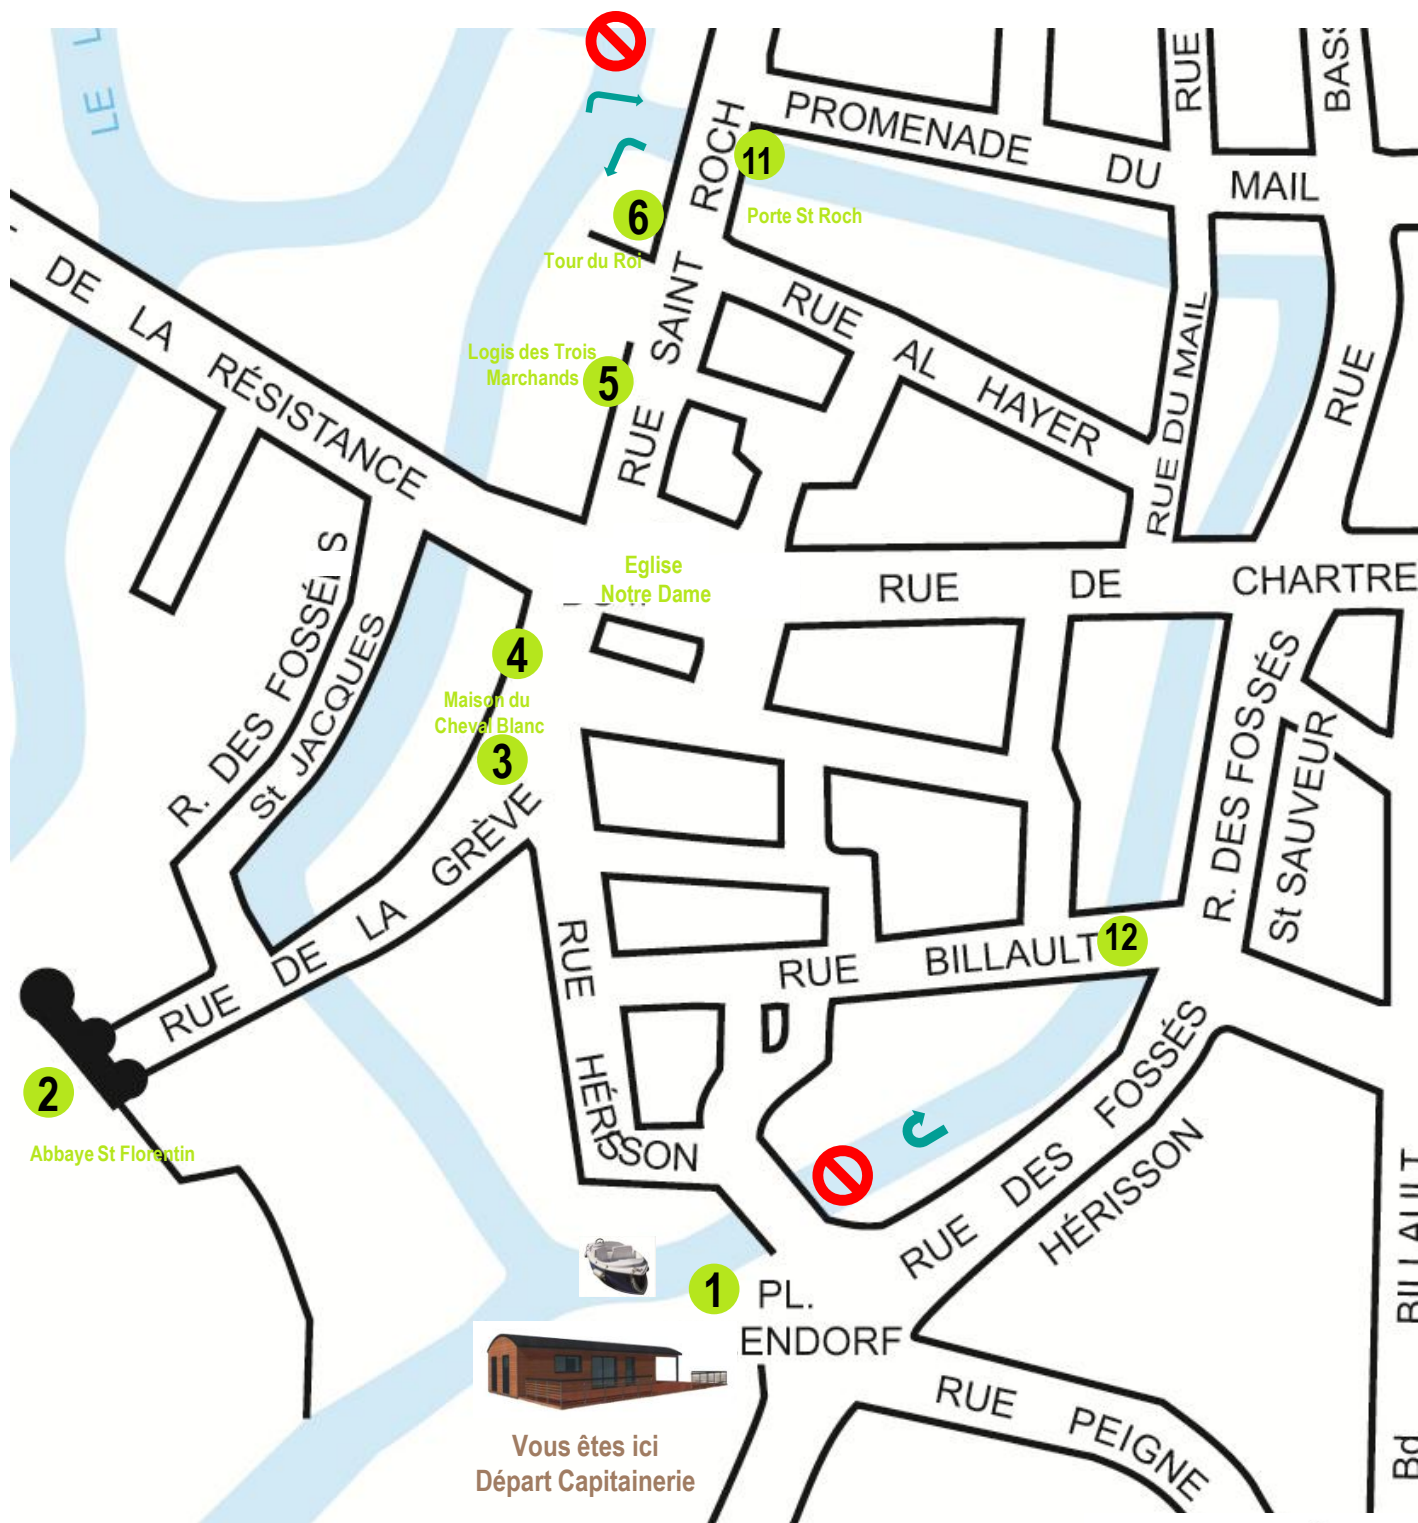 LE L
ROCH
PROMENADE DU MAIL
RUE
BASS
11
Porte St Roch
6
Tour du Roi
DE LA RÉSISTANCE
SAINT
RUE
RUE AL HAYER
RUE DU MAIL
RUE
Logis des Trois
Marchands
5
Eglise
Notre Dame
RUE DE CHARTRE
R. DES FOSSÉS
St JACQUES
4
Maison du
Cheval Blanc
3
R. DES FOSSÉS
St SAUVEUR
RUE DE LA GRÈVE
RUE BILLAULT
12
RUE
HÉRISSON
2
Abbaye St Florentin
RUE DES FOSSÉS
HÉRISSON
1
PL.
ENDORF
RUE PEIGNE
Bd BILLAULT
Vous êtes ici
Départ Capitainerie